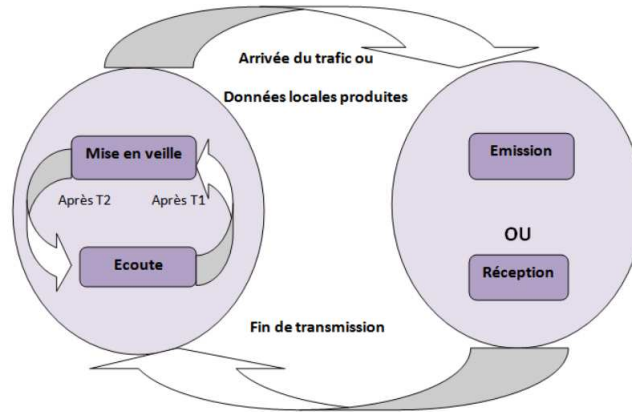 Arrivée du trafic ou
Données locales produites
Mise en veille
Après T2
Après T1
Ecoute
Emission
OU
Réception
Fin de transmission